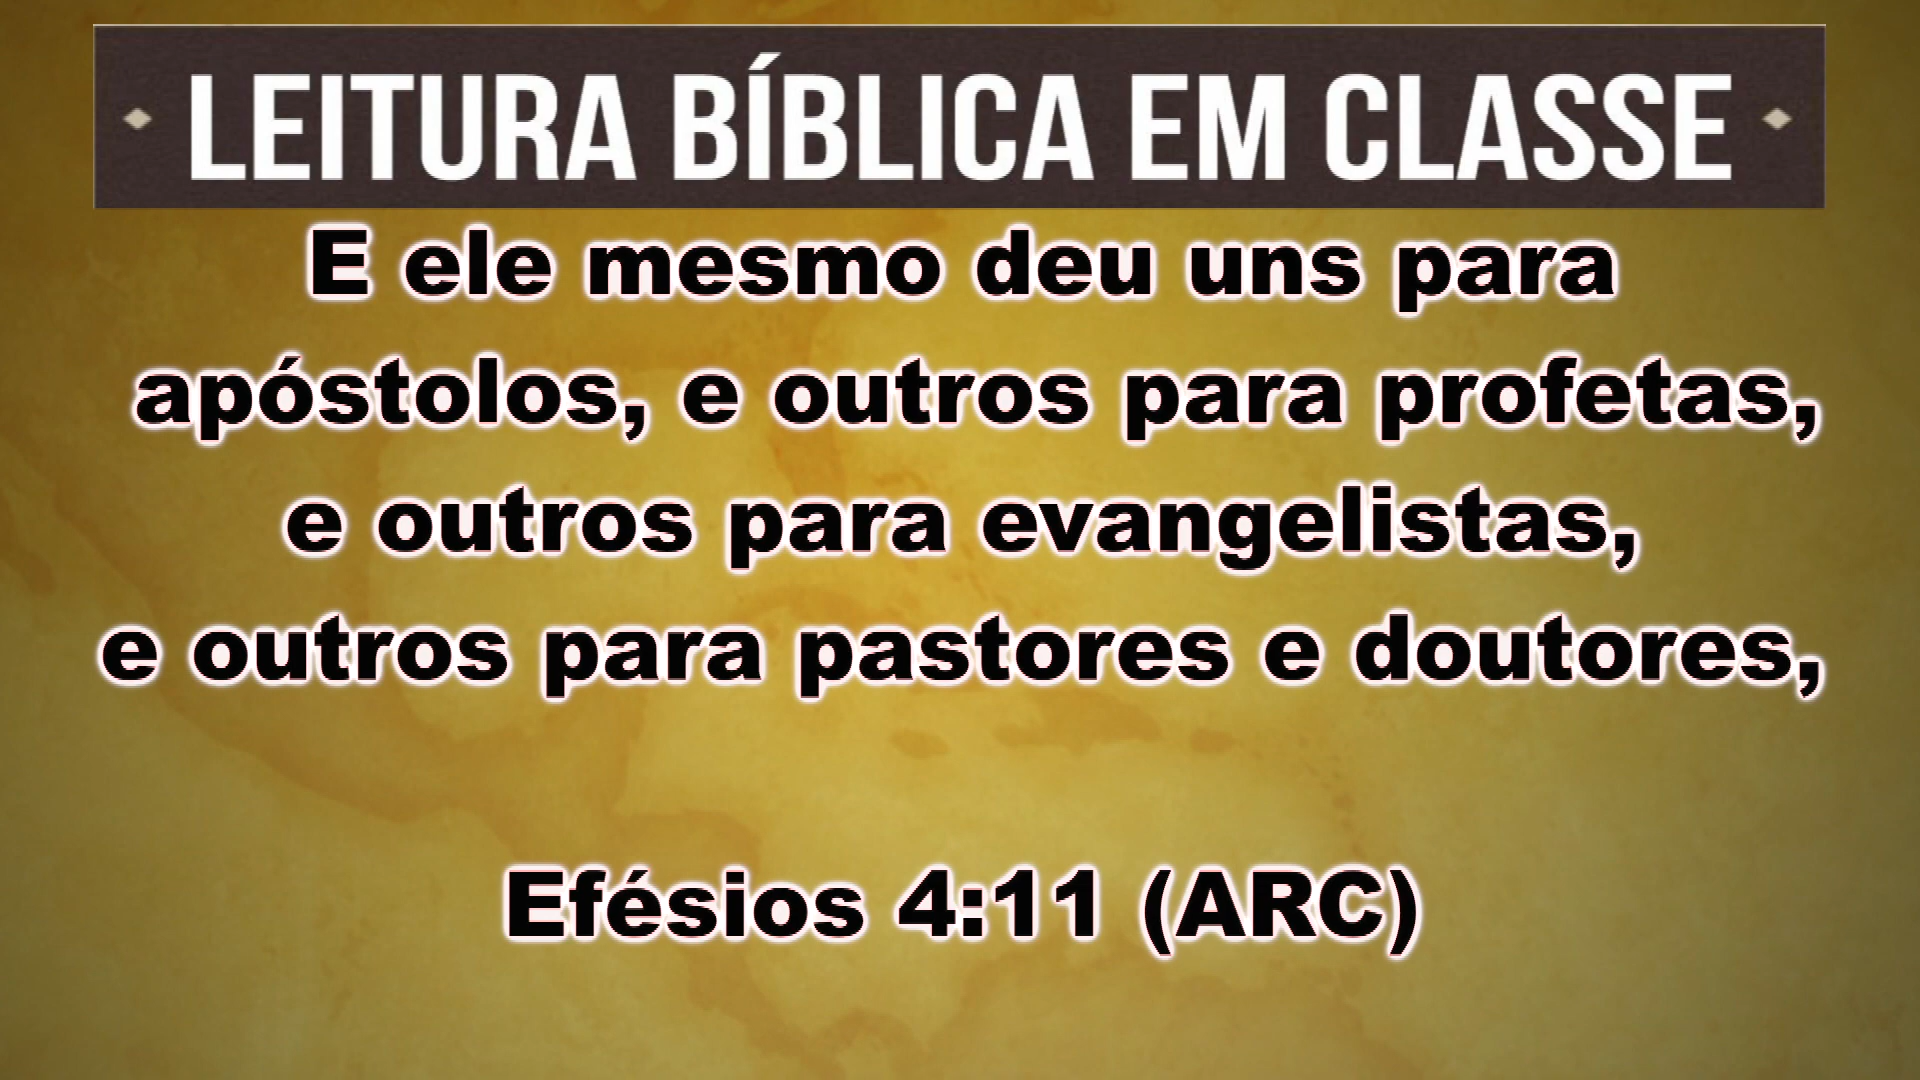 LEITURA BÍBLICA EM CLASSE
E ele mesmo deu uns para
apóstolos, e outros para profetas,
e outros para evangelistas,
e outros para pastores e doutores,
Efésios 4:11 (ARC)